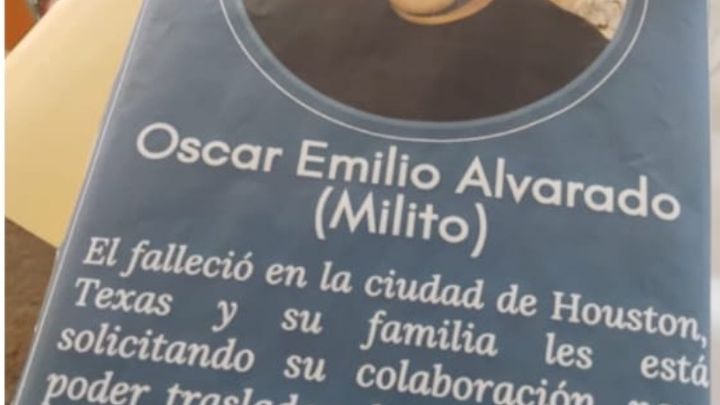 Oscar Emilio Alvarado
(Milito)
El falleció en la ciudad de Houston,
Texas y su familia les está
solicitando su colaboración
poder